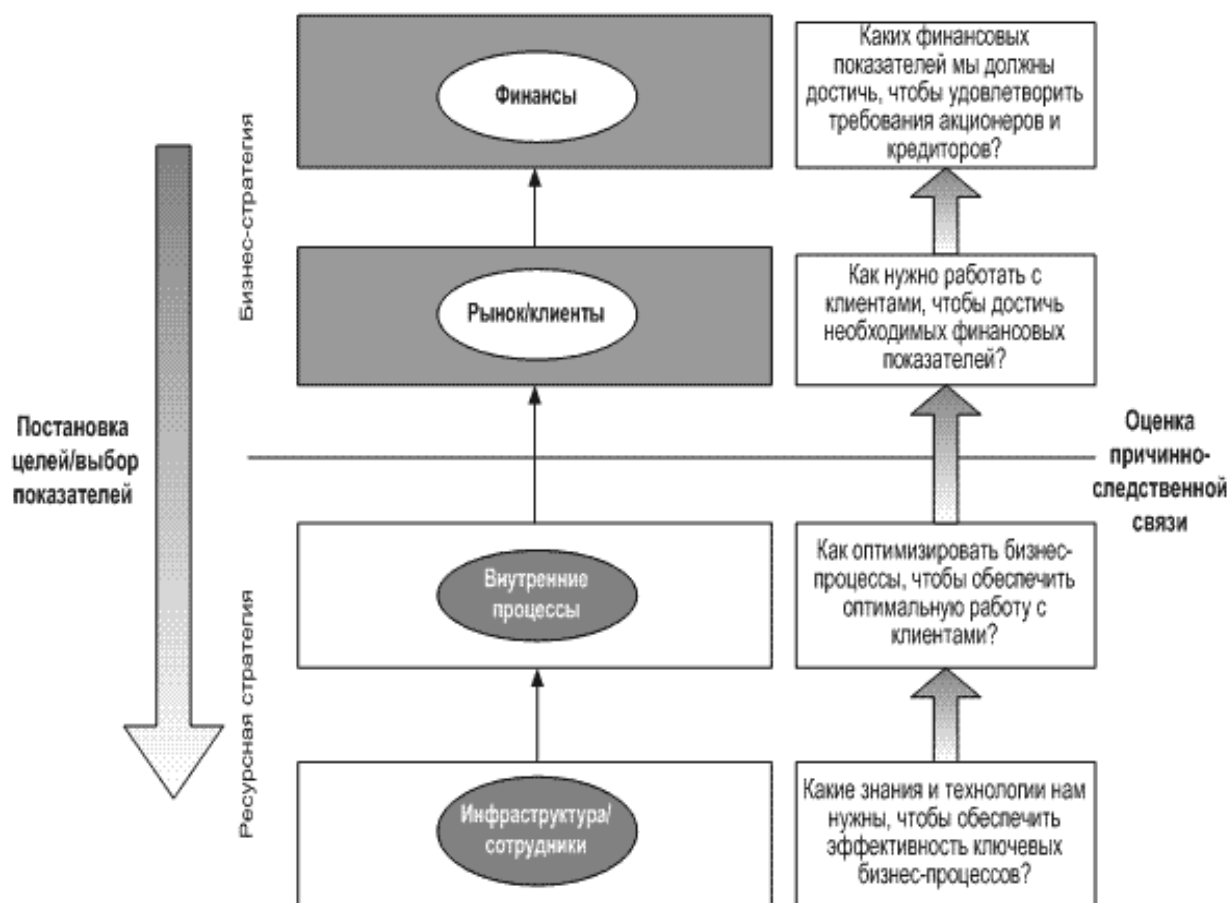 Финансы
Каких финансовых
показателей мы должны
достичь, чтобы удовлетворить
требования акционеров и
кредиторов?
Бизнес-стратегия
Рынок/клиенты
Как нужно работать с
клиентами, чтобы достичь
необходимых финансовых
показателей?
Постановка
целей/выбор
показателей
Оценка
причинно-
следственной
связи
Внутренние
процессы
Как оптимизировать бизнес-
процессы, чтобы обеспечить
оптимальную работу с
клиентами?
Ресурсная стратегия
Инфраструктура/
сотрудники
Какие знания и технологии нам
нужны, чтобы обеспечить
эффективность ключевых
бизнес-процессов?